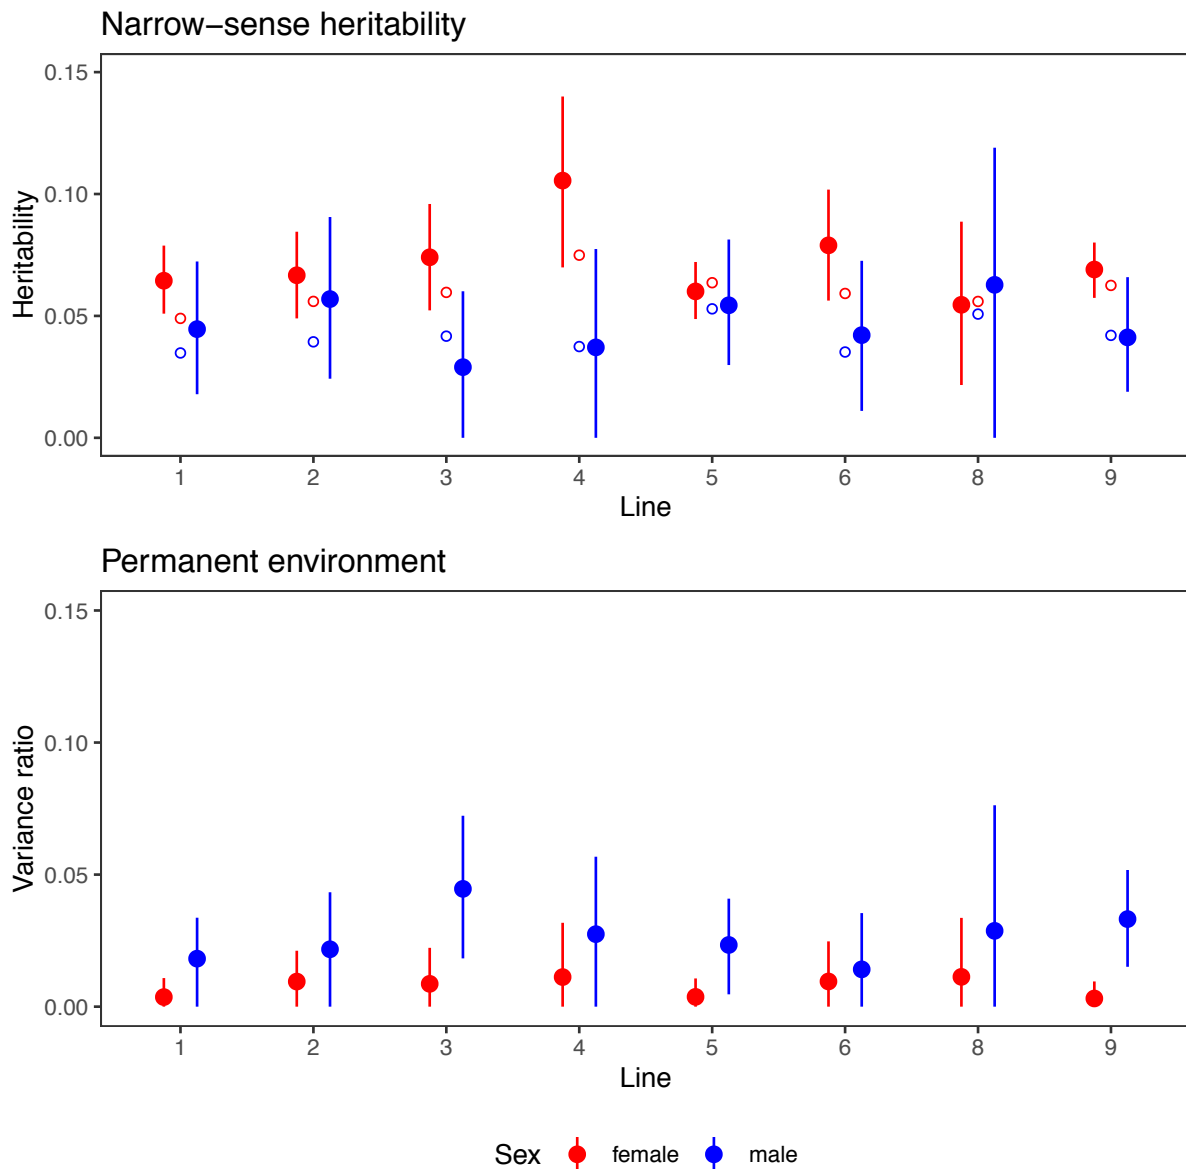 Narrow−sense heritability
0.15
0.10
0.05
0.00
Heritability
1 2 3 4 5 6 8 9
Line
Permanent environment
0.15
0.10
0.05
0.00
Variance ratio
1 2 3 4 5 6 8 9
Line
Sex female male